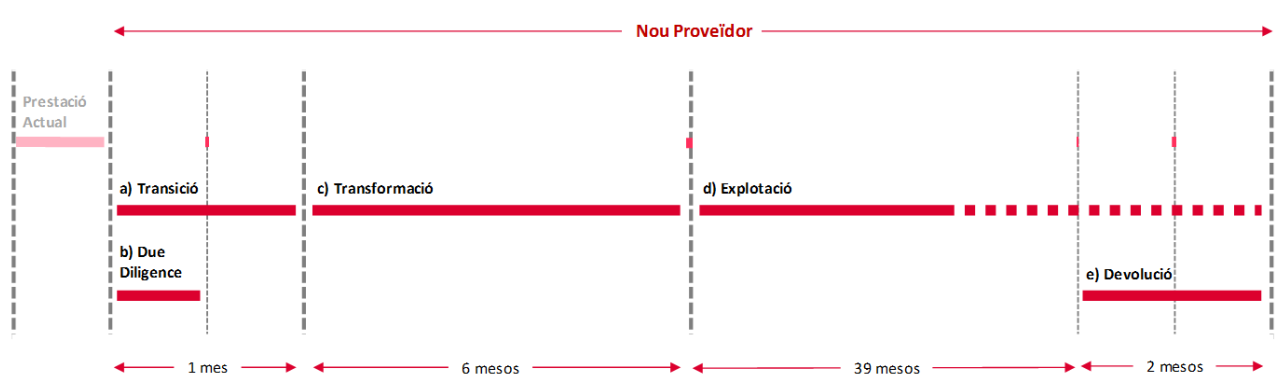 Nou Proveïdor
Prestació
Actual
a) Transició
c) Transformació
d) Explotació
b) Due
Diligence
e) Devolució
1 mes
6 mesos
39 mesos
2 mesos